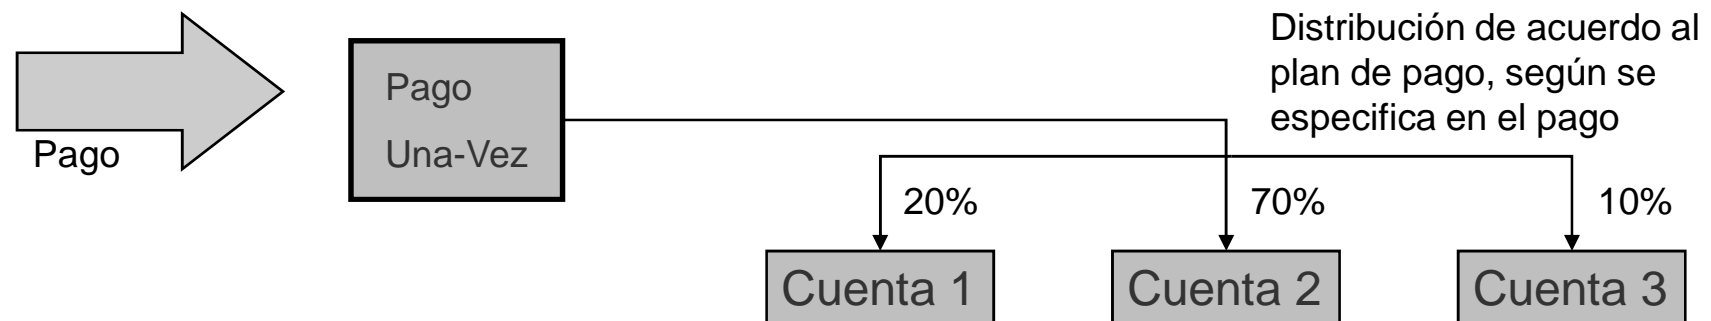 Distribución de acuerdo al
plan de pago, según se
especifica en el pago
Pago
Pago
Una-Vez
20%
70%
10%
Cuenta 1
Cuenta 2
Cuenta 3